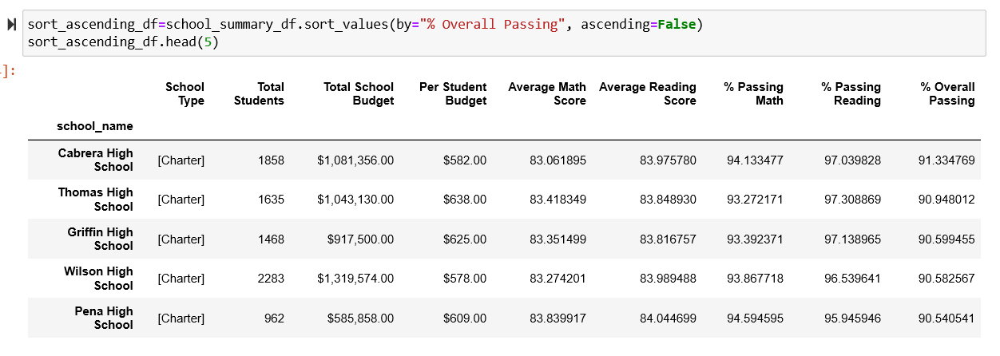 sort_ascending_df=school_summary_df.sort_values(by="% Overall Passing", ascending=False)
sort_ascending_df.head(5)
]:
School Type Total Students Total School Budget Per Student Budget Average Math Score Average Reading Score % Passing Math % Passing Reading % Overall Passing
school_name
Cabrera High School [Charter] 1858 $1,081,356.00 $582.00 83.061895 83.975780 94.133477 97.039828 91.334769
Thomas High School [Charter] 1635 $1,043,130.00 $638.00 83.418349 83.848930 93.272171 97.308869 90.948012
Griffin High School [Charter] 1468 $917,500.00 $625.00 83.351499 83.816757 93.392371 97.138965 90.599455
Wilson High School [Charter] 2283 $1,319,574.00 $578.00 83.274201 83.989488 93.867718 96.539641 90.582567
Pena High School [Charter] 962 $585,858.00 $609.00 83.839917 84.044699 94.594595 95.945946 90.540541